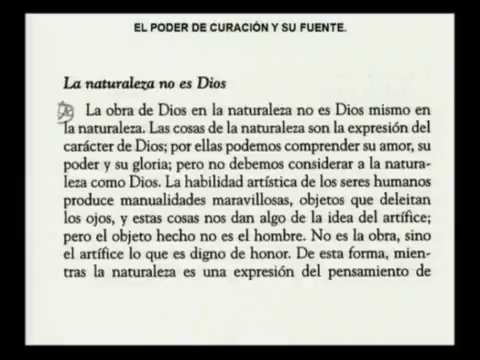 EL PODER DE CURACIÓN Y SU FUENTE.
La naturaleza no es Dios
La obra de Dios en la naturaleza no es Dios mismo en
la naturaleza. Las cosas de la naturaleza son la expresión del
carácter de Dios; por ellas podemos comprender su amor, su
poder y su gloria; pero no debemos considerar a la natura-
leza como Dios. La habilidad artística de los seres humanos
produce manualidades maravillosas, objetos que deleitan
los ojos, y estas cosas nos dan algo de la idea del artífice;
pero el objeto hecho no es el hombre. No es la obra, sino
el artífice lo que es digno de honor. De esta forma, mien-
tras la naturaleza es una expresión del pensamiento de